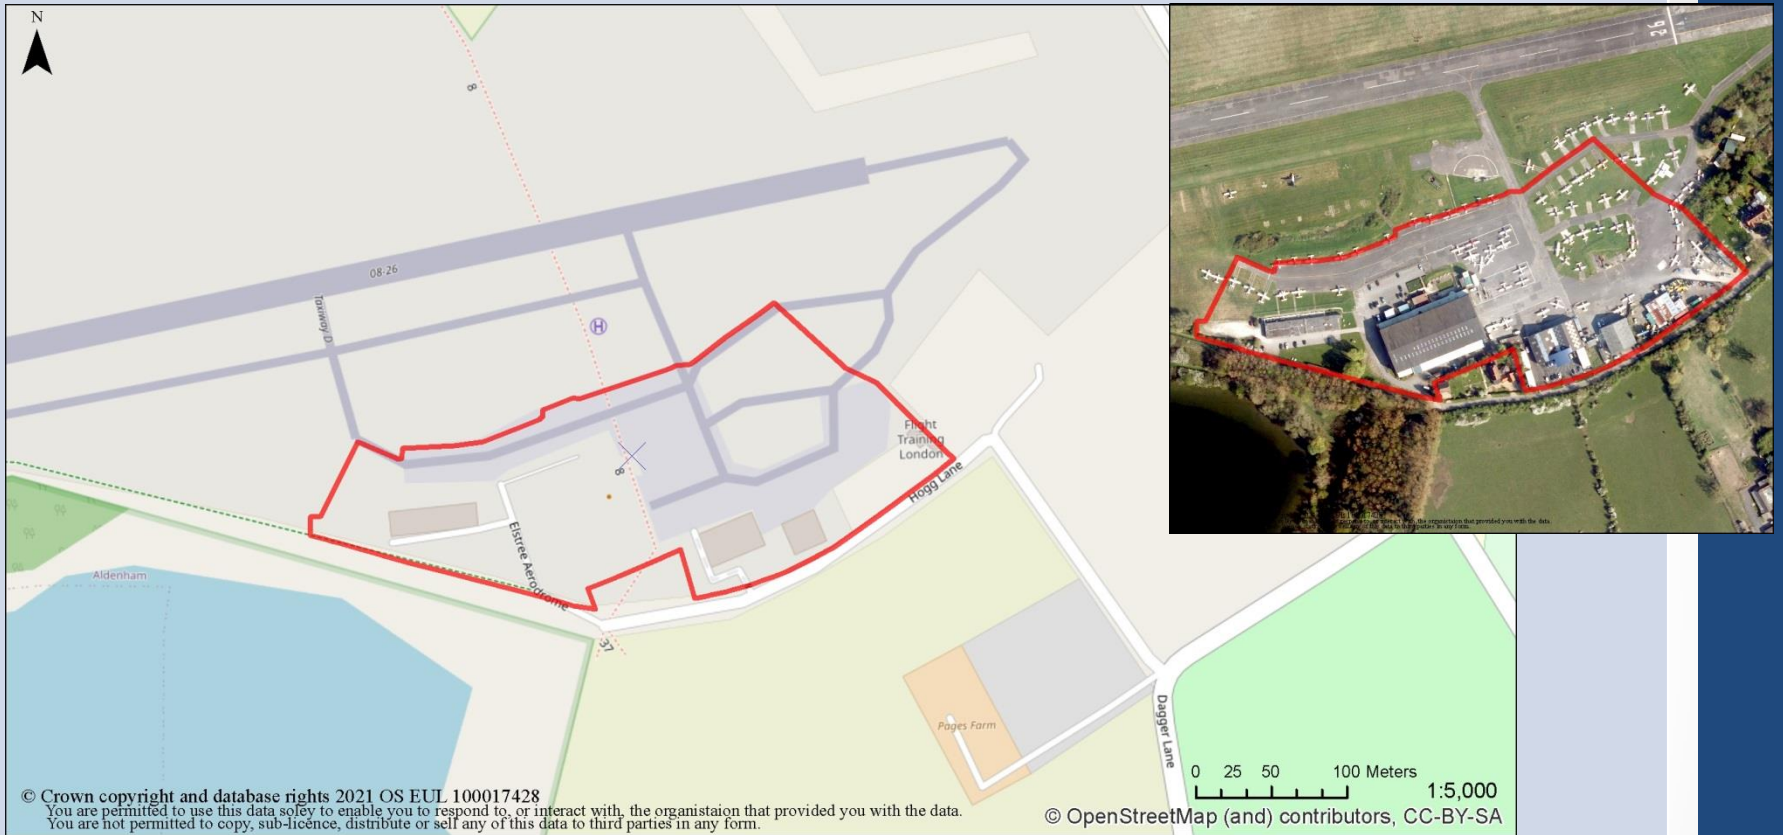 N
26
8
08-26
Taxiway D
H
Flight
Training
London
8
Hogg Lane
Elstree Aerodrome
Aldenham
37
Pages Farm
Dagger Lane
0 25 50 100 Meters
1:5,000
© Crown copyright and database rights 2021 OS EUL 100017428
You are permitted to use this data soley to enable you to respond to, or interact with, the organistaion that provided you with the data.
You are not permitted to copy, sub-licence, distribute or sell any of this data to third parties in any form.
© OpenStreetMap (and) contributors, CC-BY-SA